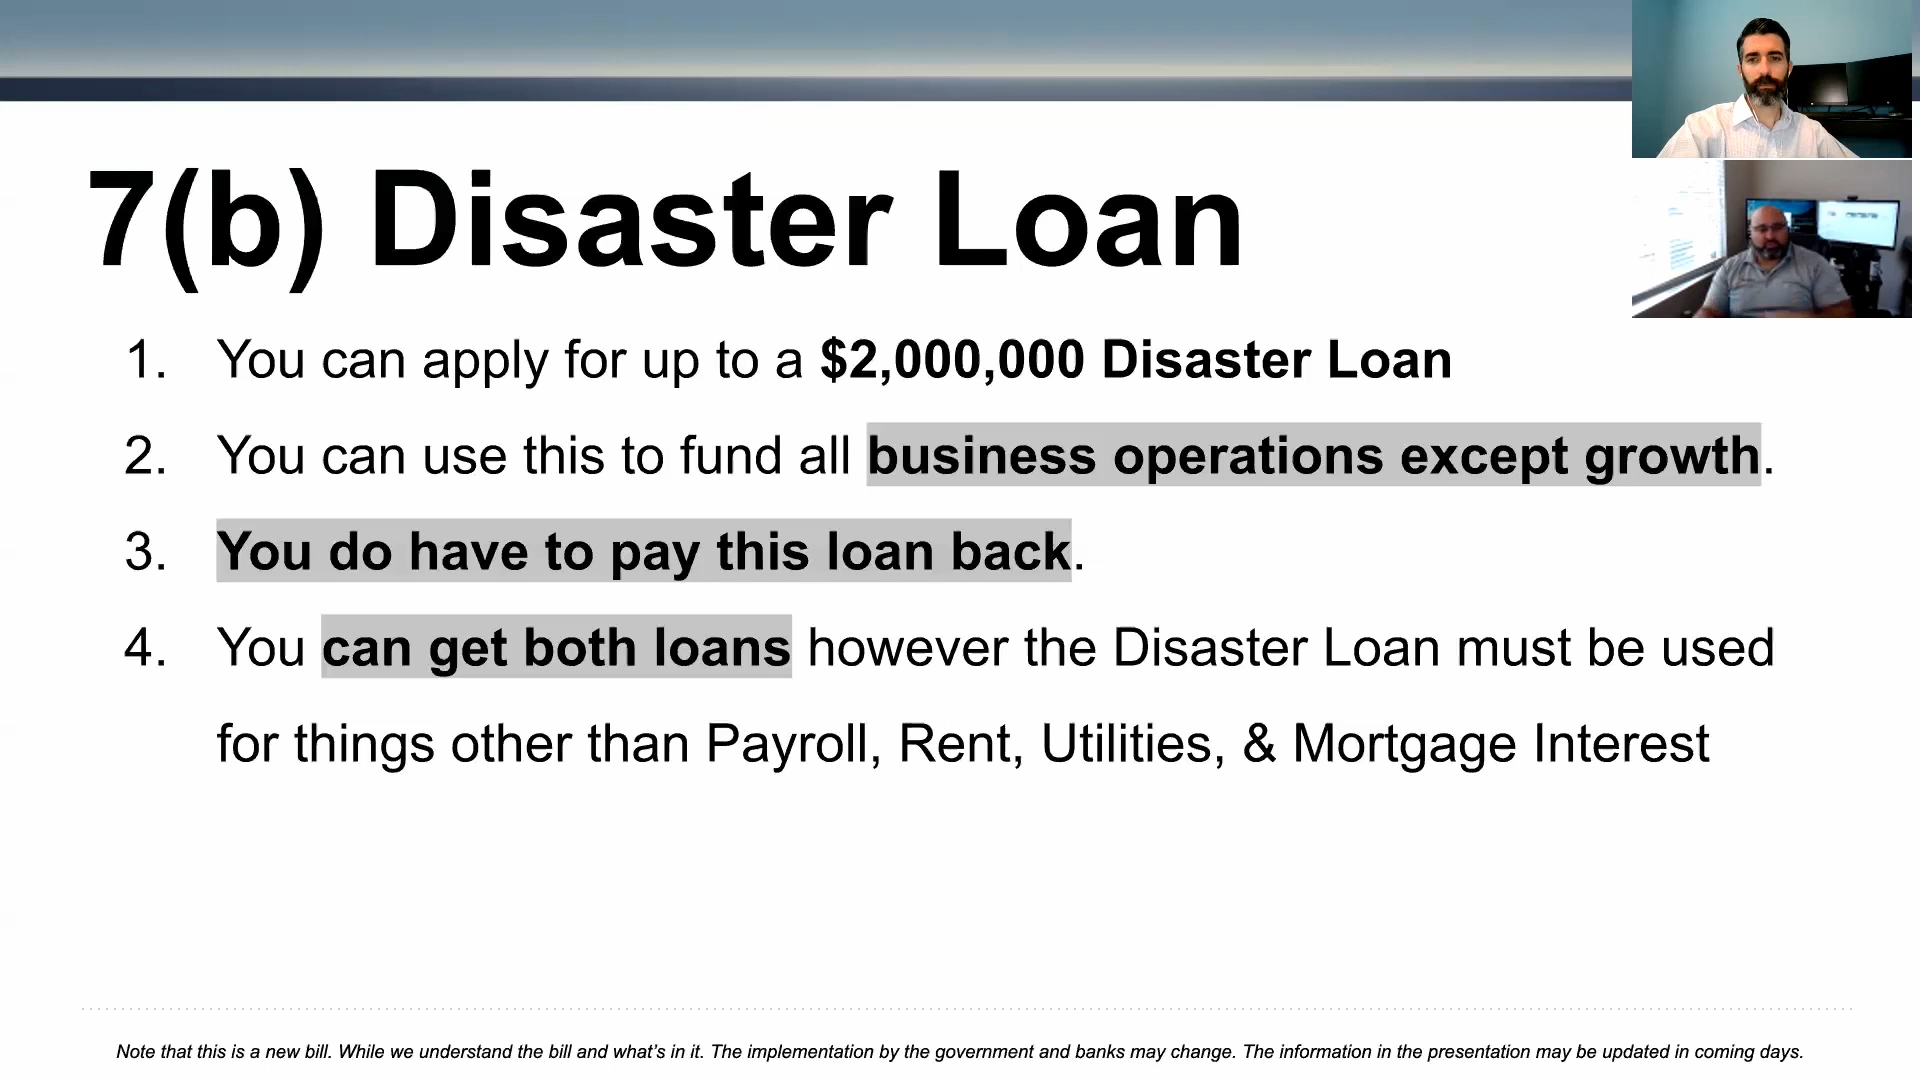 7(b) Disaster Loan
1. You can apply for up to a $2,000,000 Disaster Loan
2. You can use this to fund all business operations except growth.
3. You do have to pay this loan back.
4. You can get both loans however the Disaster Loan must be used
for things other than Payroll, Rent, Utilities, & Mortgage Interest
Note that this is a new bill. While we understand the bill and what’s in it. The implementation by the government and banks may change. The information in the presentation may be updated in coming days.